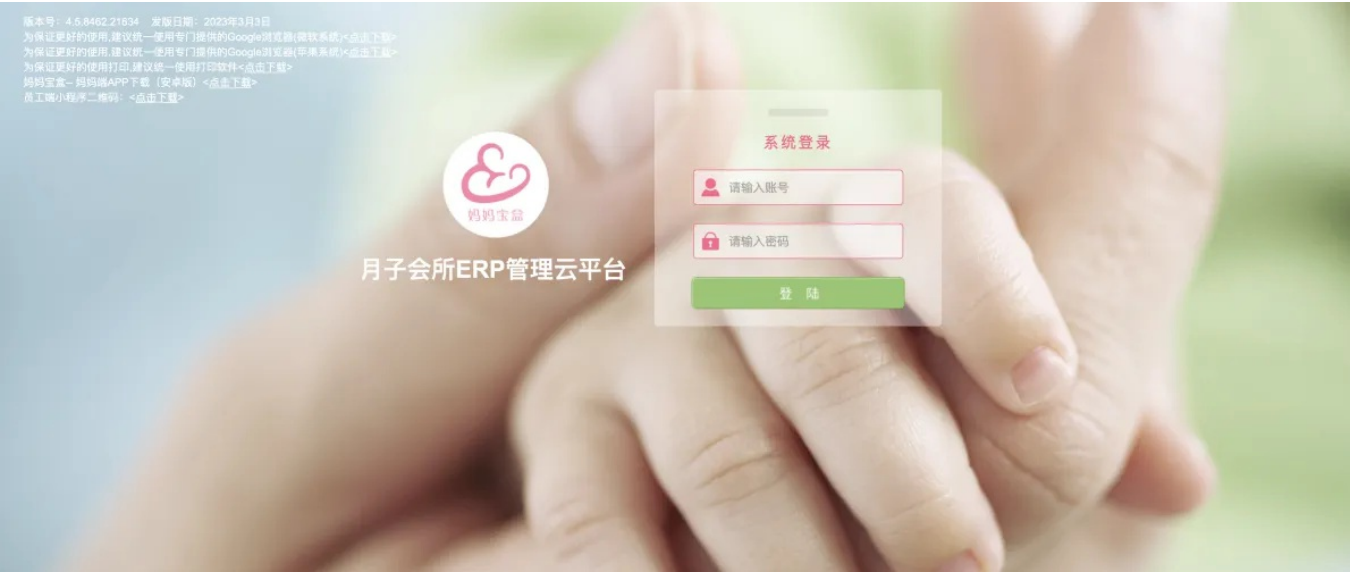 版本号：4.5.8462.21634 发版日期：2023年3月3日
为保证更好的使用,建议统一使用专门提供的Google浏览器(微软系统)<点击下载>
为保证更好的使用,建议统一使用专门提供的Google浏览器(苹果系统)<点击下载>
为保证更好的使用打印,建议统一使用打印软件<点击下载>
妈妈宝盒-- 妈妈端APP下载（安卓版）<点击下载>
员工端小程序二维码：<点击下载>
妈妈宝盒
月子会所ERP管理云平台
系统登录
请输入账号
请输入密码
登 陆